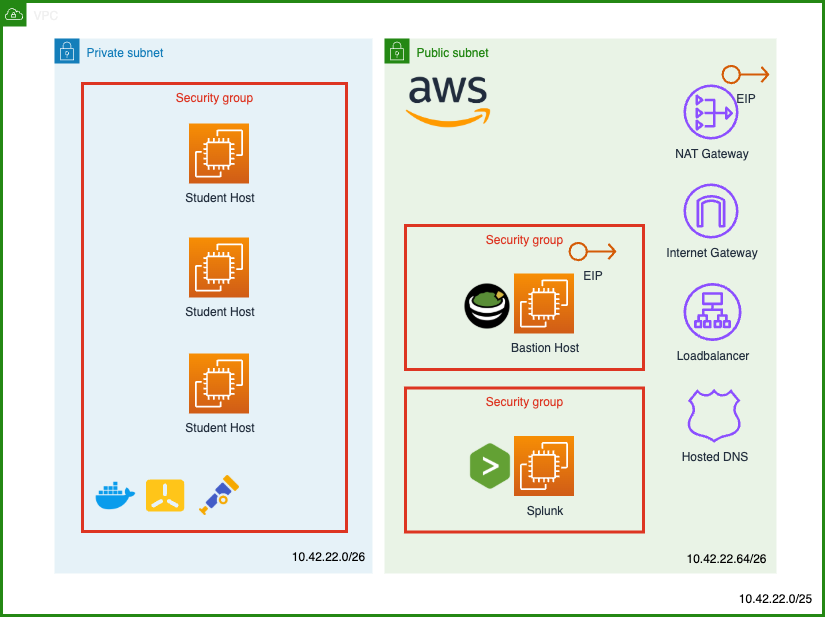 VPC
Private subnet
Security group
Student Host
Student Host
Student Host
10.42.22.0/26
Public subnet
aws
EIP
NAT Gateway
Internet Gateway
Loadbalancer
Hosted DNS
Security group
EIP
Bastion Host
Security group
>
Splunk
10.42.22.64/26
10.42.22.0/25